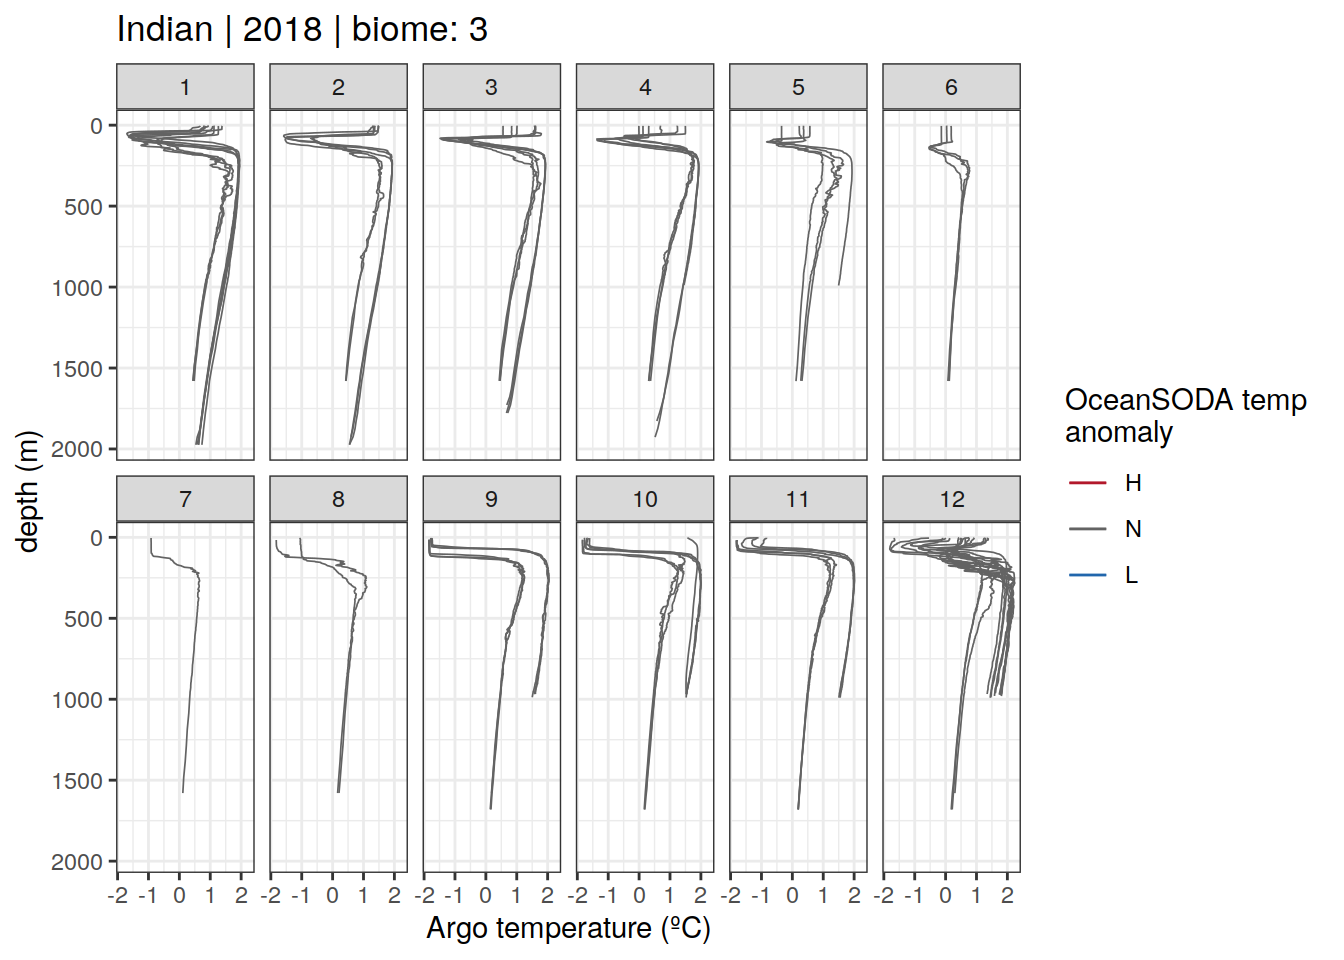 Indian | 2018 | biome: 3
1 2 3 4 5 6
0
500
1000
1500
2000
7 8 9 10 11 12
0
500
1000
1500
2000
-2 -1 0 1 2 -2 -1 0 1 2 -2 -1 0 1 2 -2 -1 0 1 2 -2 -1 0 1 2 -2 -1 0 1 2
Argo temperature (ºC)
depth (m)
OceanSODA temp
anomaly
H
N
L